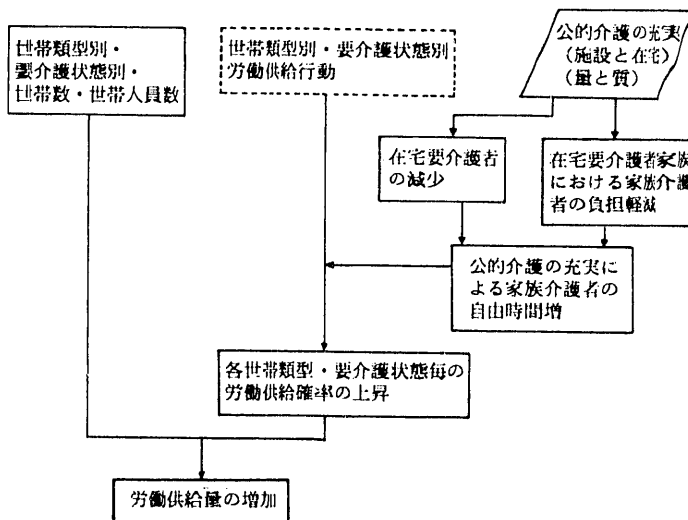 世帯類型別・
要介護状態別・
世帯数・世帯人員数
世帯類型別・要介護状態別
労働供給行動
公的介護の充実
（施設と在宅）
（量と質）
在宅要介護者
の減少
在宅要介護者家族
における家族介護
者の負担軽減
公的介護の充実に
よる家族介護者の
自由時間増
各世帯類型・要介護状態毎の
労働供給確率の上昇
労働供給量の増加